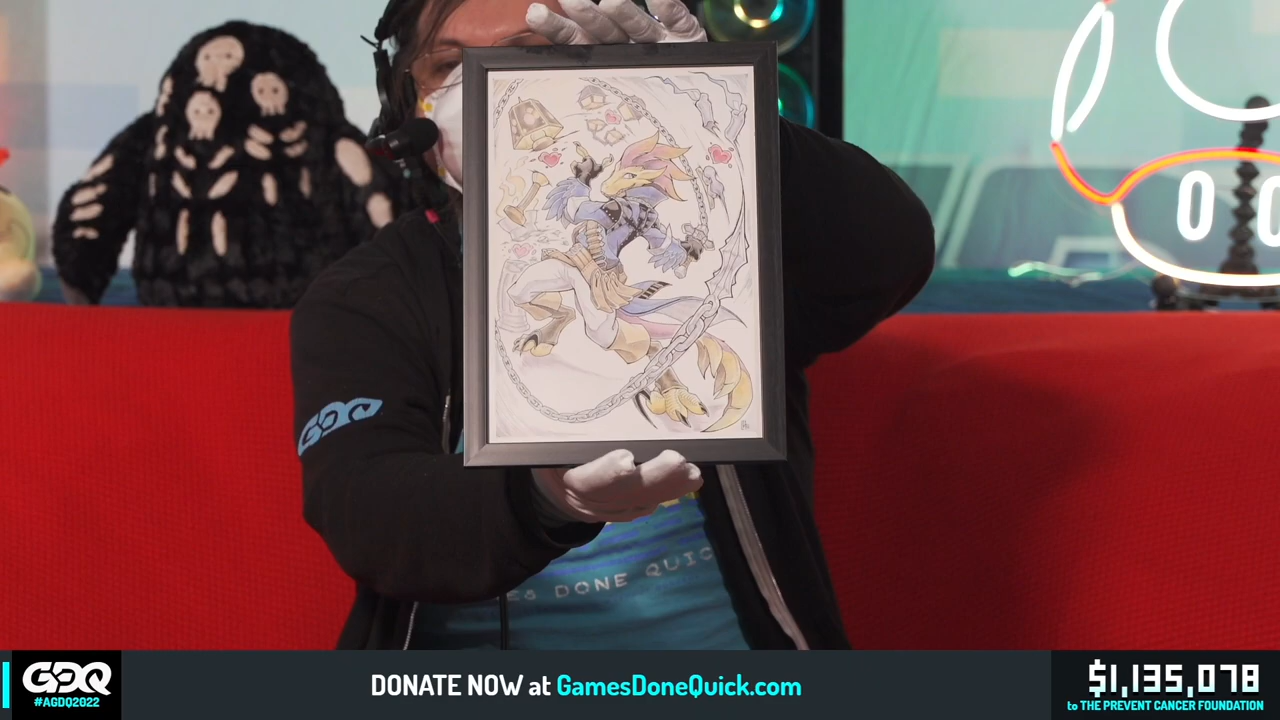 GDQ
ES DONE QUIC
GDQ
#AGDQ2022
DONATE NOW at GamesDoneQuick.com
$1,135,078
to THE PREVENT CANCER FOUNDATION